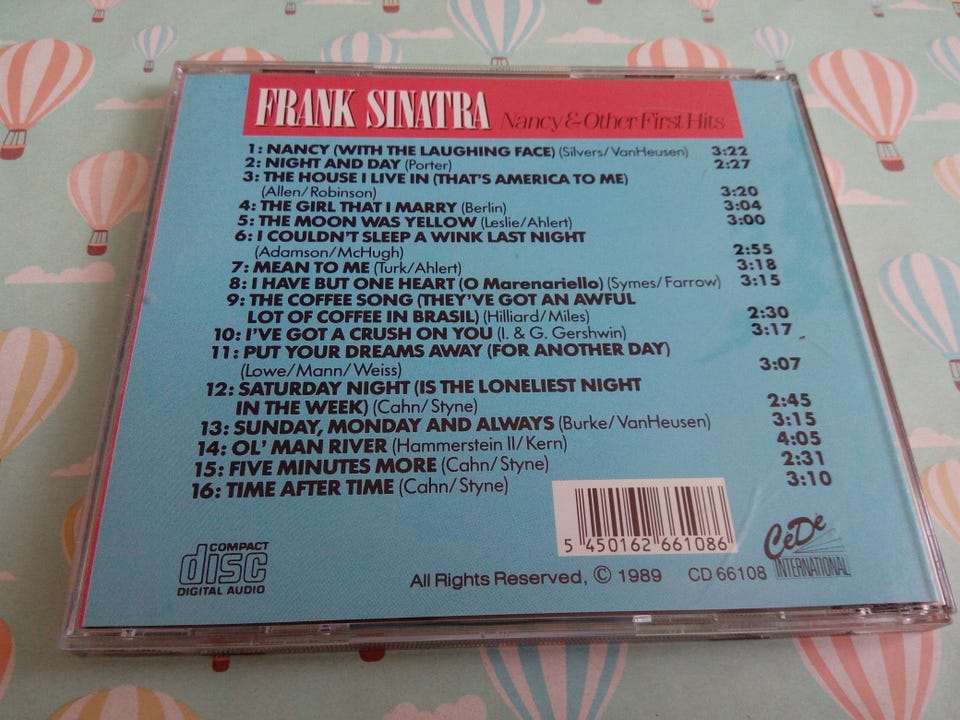 FRANK SINATRA Nancy & Other First Hits
1: NANCY (WITH THE LAUGHING FACE) (Silvers/VanHeusen) 3:22
2: NIGHT AND DAY (Porter) 2:27
3: THE HOUSE I LIVE IN (THAT'S AMERICA TO ME)
(Allen/Robinson) 3:20
4: THE GIRL THAT I MARRY (Berlin) 3:04
5: THE MOON WAS YELLOW (Leslie/Ahlert) 3:00
6: I COULDN'T SLEEP A WINK LAST NIGHT
(Adamson/McHugh) 2:55
7: MEAN TO ME (Turk/Ahlert) 3:18
8: I HAVE BUT ONE HEART (O Marenariello) (Symes/Farrow) 3:15
9: THE COFFEE SONG (THEY'VE GOT AN AWFUL
LOT OF COFFEE IN BRASIL) (Hilliard/Miles) 2:30
10: I'VE GOT A CRUSH ON YOU (I. & G. Gershwin) 3:17
11: PUT YOUR DREAMS AWAY (FOR ANOTHER DAY)
(Lowe/Mann/Weiss) 3:07
12: SATURDAY NIGHT (IS THE LONELIEST NIGHT
IN THE WEEK) (Cahn/Styne) 2:45
13: SUNDAY, MONDAY AND ALWAYS (Burke/VanHeusen) 3:15
14: OL' MAN RIVER (Hammerstein II/Kern) 4:05
15: FIVE MINUTES MORE (Cahn/Styne) 2:31
16: TIME AFTER TIME (Cahn/Styne) 3:10
5 450162 661086
COMPACT
disc
DIGITAL AUDIO
All Rights Reserved, © 1989 CD 66108
CéDé
INTERNATIONAL